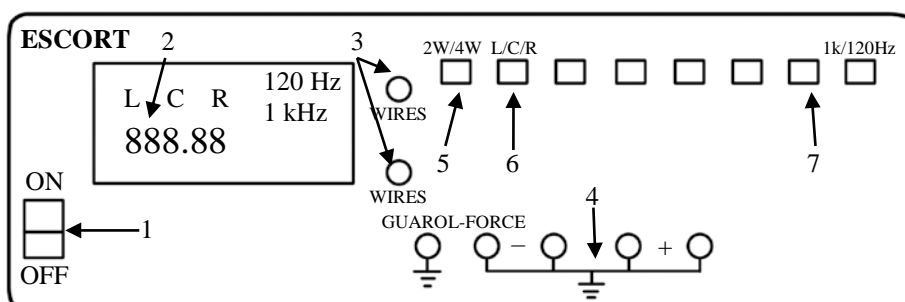 ESCORT
2
3
2W/4W
L/C/R
1k/120Hz
L C R
120 Hz
1 kHz
888.88
WIRES
5
6
7
WIRES
ON
1
OFF
4
GUAROL-FORCE
–
+